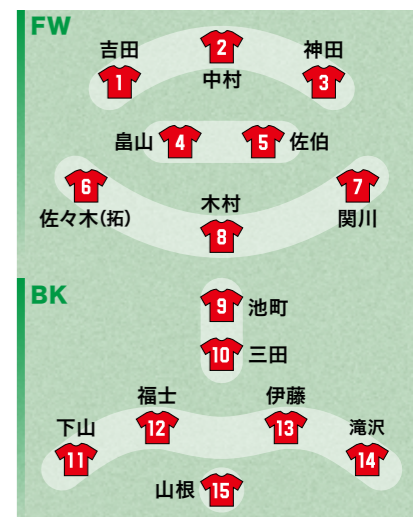 FW
吉田
2
神田
1
中村
3
畠山 4
5 佐伯
6
7
佐々木(拓)
木村
関川
8
BK
9 池町
10 三田
福士
伊藤
下山
12
13
滝沢
11
14
山根 15